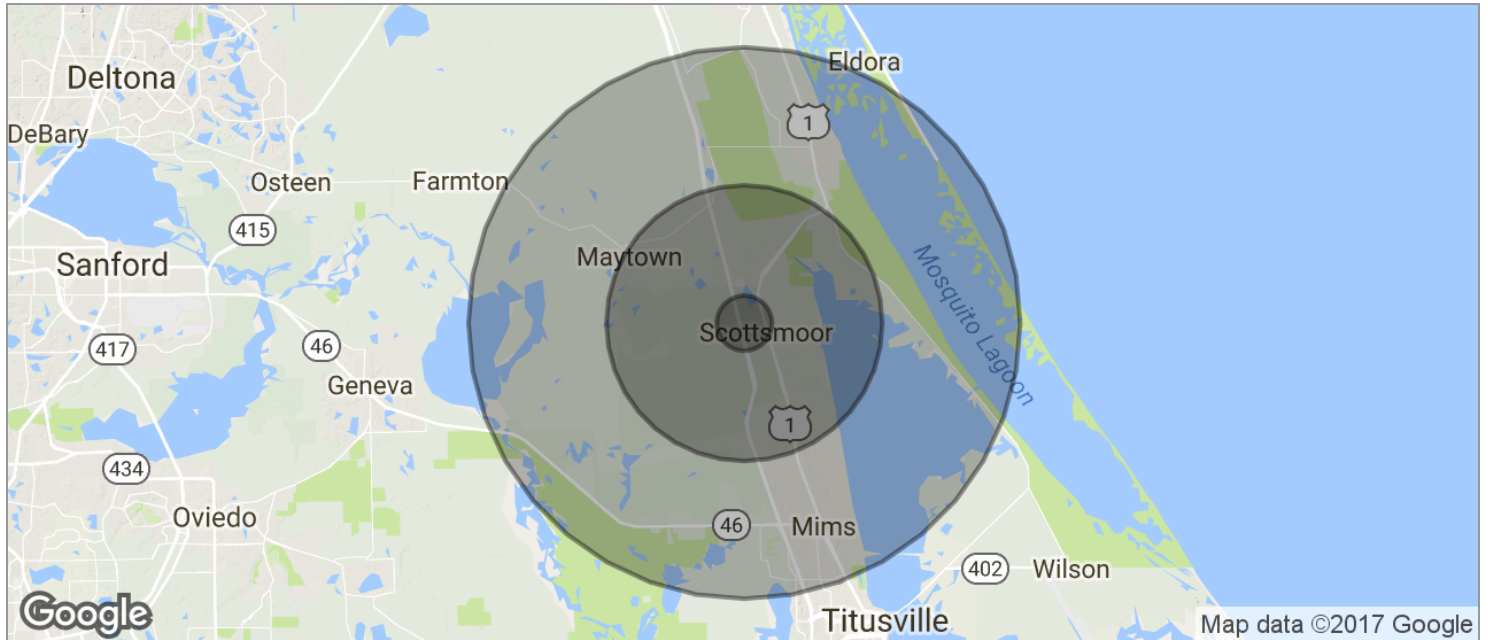 Eldora
Deltona
1
DeBary
Osteen
Farmton
415
Maytown
Sanford
Mosquito Lagoon
Scottsmoor
417
46
Geneva
1
434
Oviedo
46
Mims
402
Wilson
Google
Titusville
Map data ©2017 Google